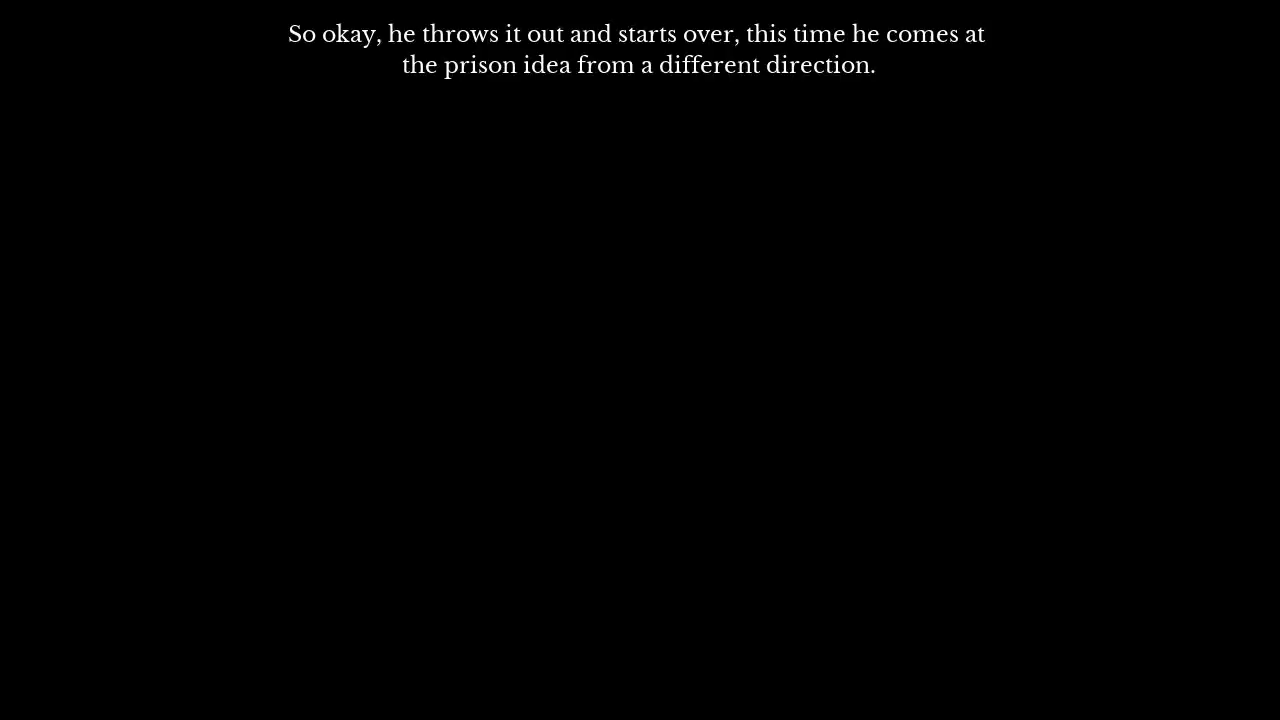 So okay, he throws it out and starts over, this time he comes at
the prison idea from a different direction.